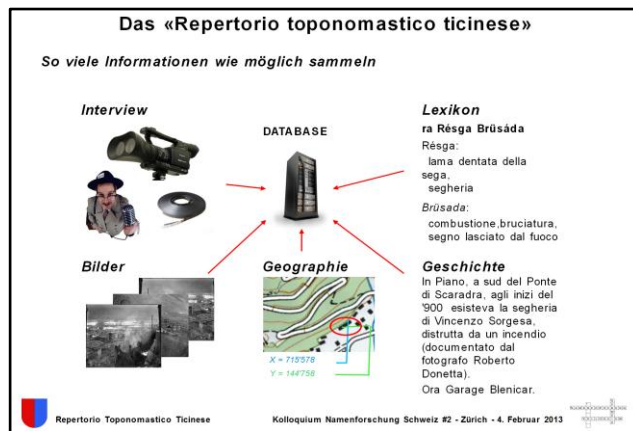 Das «Repertorio toponomastico ticinese»
So viele Informationen wie möglich sammeln
Interview
DATABASE
Lexikon
ra Résga Brüsáda
Résga:
lama dentata della
sega,
segheria
Brüsada:
combustione,bruciatura,
segno lasciato dal fuoco
Bilder
Geographie
X = 715'578
Y = 144'756
Geschichte
In Piano, a sud del Ponte
di Scaradra, agli inizi del
'900 esisteva la segheria
di Vincenzo Sorgesa,
distrutta da un incendio
(documentato dal
fotografo Roberto
Donetta).
Ora Garage Blenicar.
Repertorio Toponomastico Ticinese
Kolloquium Namenforschung Schweiz #2 - Zürich - 4. Februar 2013